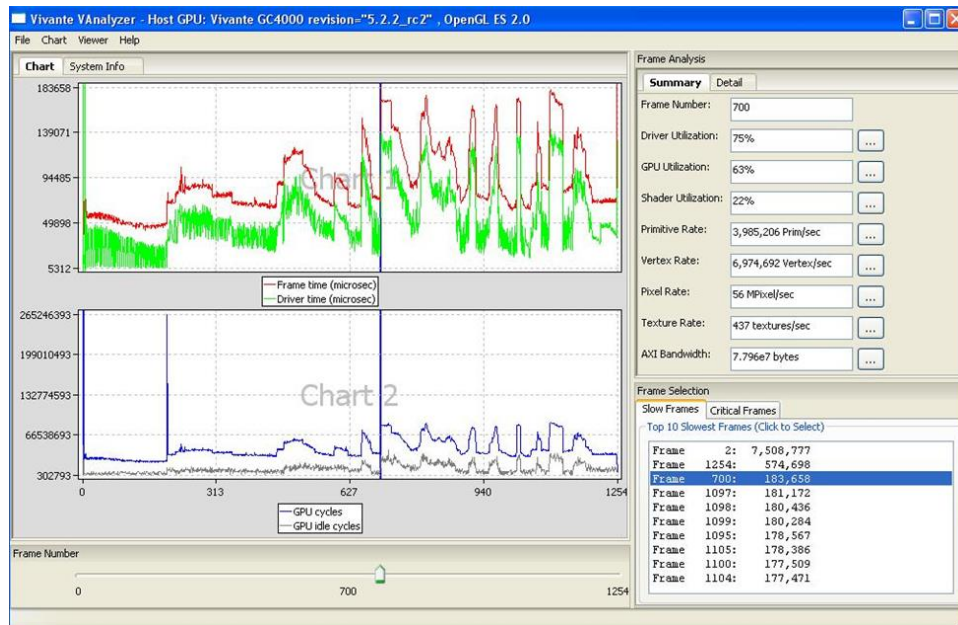 Vivante VAnalyzer - Host GPU: Vivante GC4000 revision="5.2.2_rc2" , OpenGL ES 2.0
File Chart Viewer Help
Chart System Info
183658
139071
94485
49898
5312
Chart 1
Frame time (microsec)
Driver time (microsec)
265246393
199010493
132774593
66538693
302793
Chart 2
0 313 627 940 1254
GPU cycles
GPU idle cycles
Frame Number
0 700 1254
Frame Analysis
Summary Detail
Frame Number: 700
Driver Utilization: 75% ...
GPU Utilization: 63% ...
Shader Utilization: 22% ...
Primitive Rate: 3,985,206 Prim/sec ...
Vertex Rate: 6,974,692 Vertex/sec ...
Pixel Rate: 56 MPixel/sec ...
Texture Rate: 437 textures/sec ...
AXI Bandwidth: 7.796e7 bytes ...
Frame Selection
Slow Frames Critical Frames
Top 10 Slowest Frames (Click to Select)
Frame 2: 7,508,777
Frame 1254: 574,698
Frame 700: 183,658
Frame 1097: 181,172
Frame 1098: 180,436
Frame 1099: 180,284
Frame 1095: 178,567
Frame 1105: 178,386
Frame 1100: 177,509
Frame 1104: 177,471